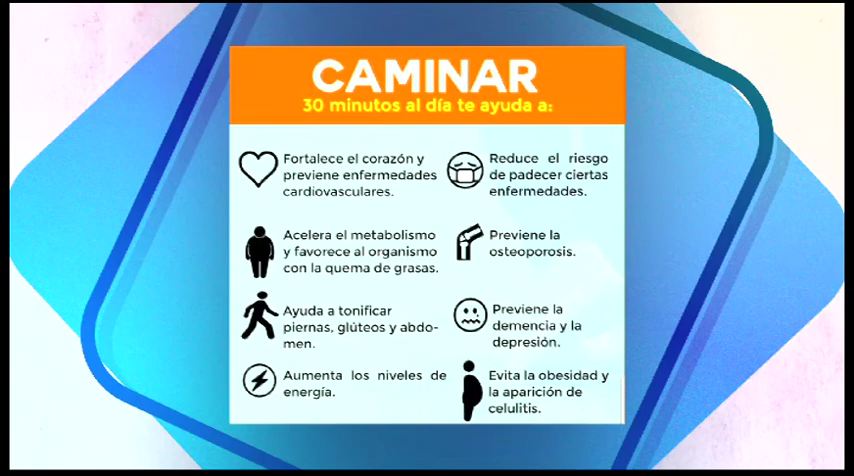 CAMINAR
30 minutos al día te ayuda a:
Fortalece el corazón y
previene enfermedades
cardiovasculares.
Acelera el metabolismo
y favorece al organismo
con la quema de grasas.
Ayuda a tonificar
piernas, glúteos y abdo-
men.
Aumenta los niveles de
energía.
Reduce el riesgo
de padecer ciertas
enfermedades.
Previene la
osteoporosis.
Previene la
demencia y la
depresión.
Evita la obesidad y
la aparición de
celulitis.